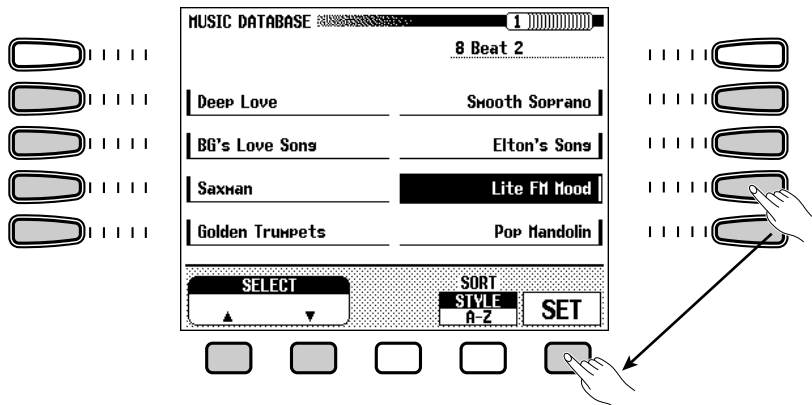 MUSIC DATABASE 1
8 Beat 2
Deep Love
Smooth Soprano
BG's Love Song
Elton's Song
Saxman
Lite FM Mood
Golden Trumpets
Pop Mandolin
SELECT
SORT
STYLE
A-Z
SET